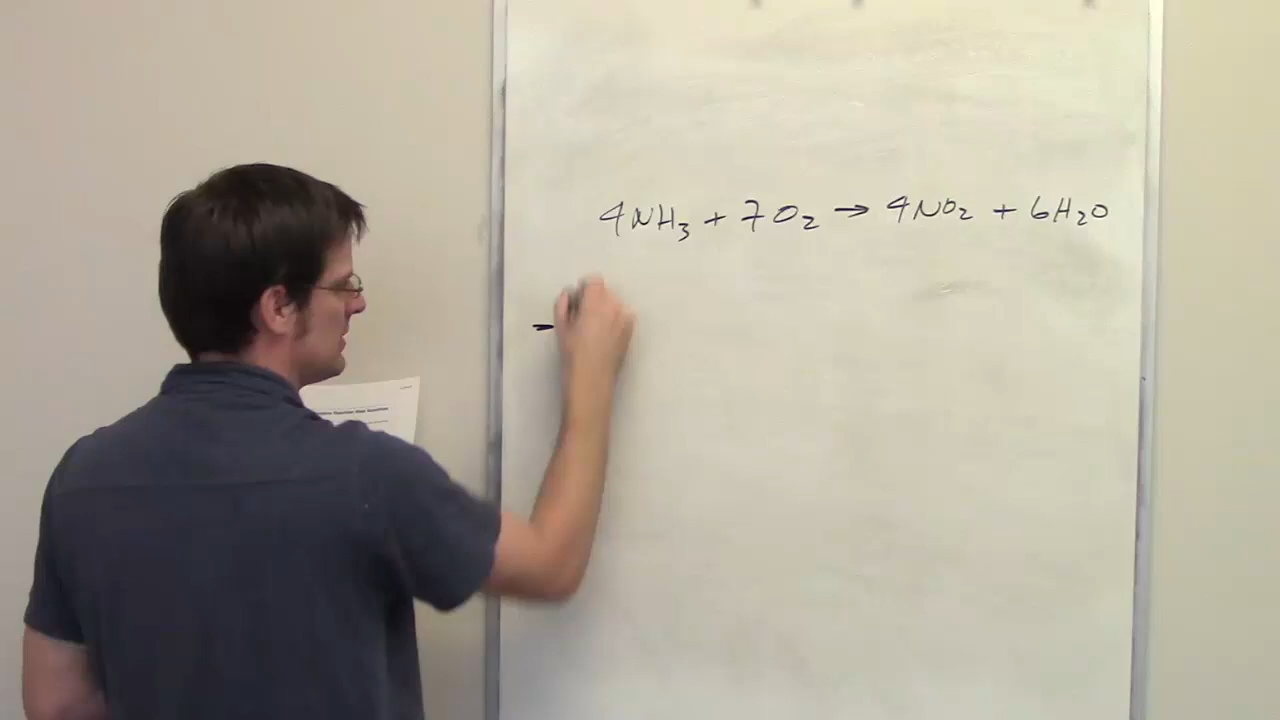 4NH₃ + 7O₂ → 4NO₂ + 6H₂O
-